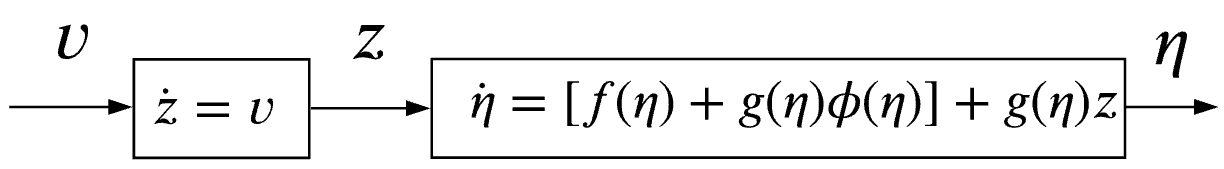 v
z
η
ż = v
η̇ = [f(η) + g(η)ϕ(η)] + g(η)z